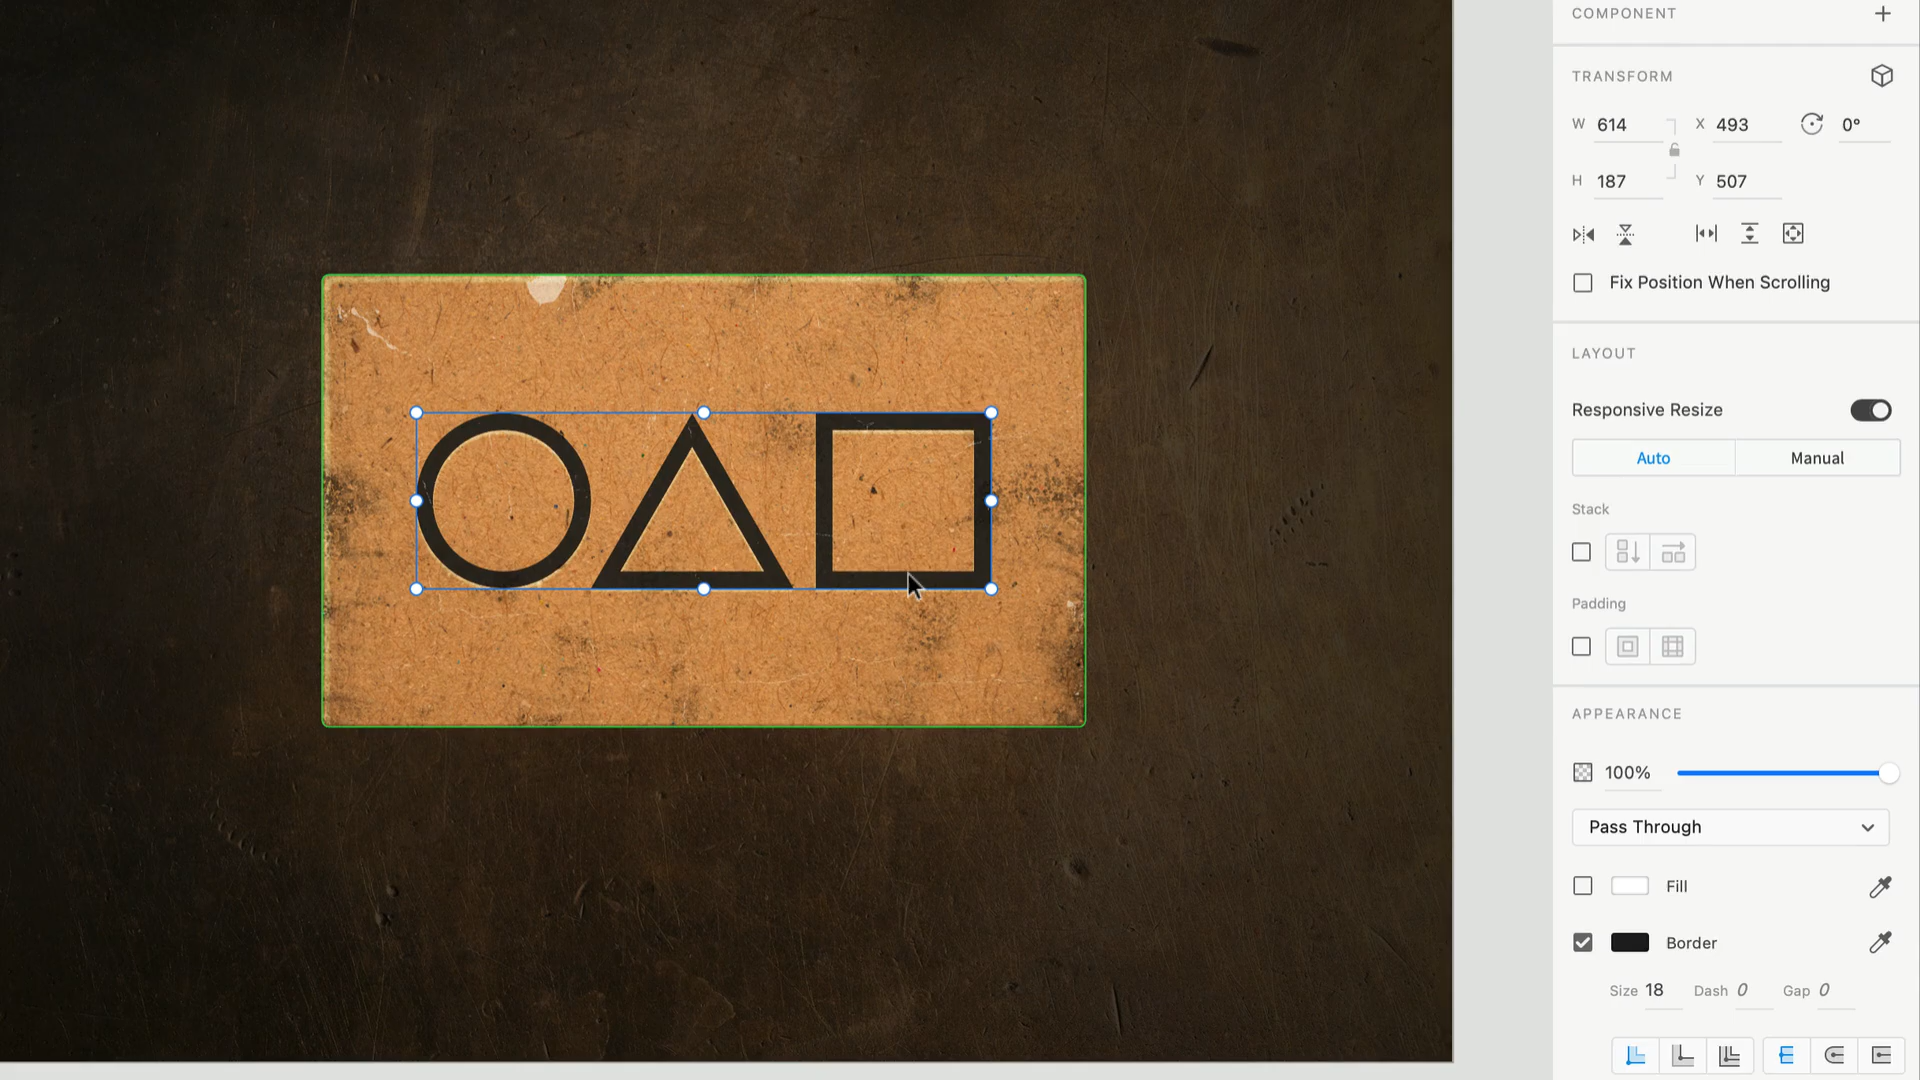 COMPONENT
TRANSFORM
W 614 X 493 0°
H 187 Y 507
Fix Position When Scrolling
LAYOUT
Responsive Resize
Auto Manual
Stack
Padding
APPEARANCE
100%
Pass Through
Fill
Border
Size 18 Dash 0 Gap 0